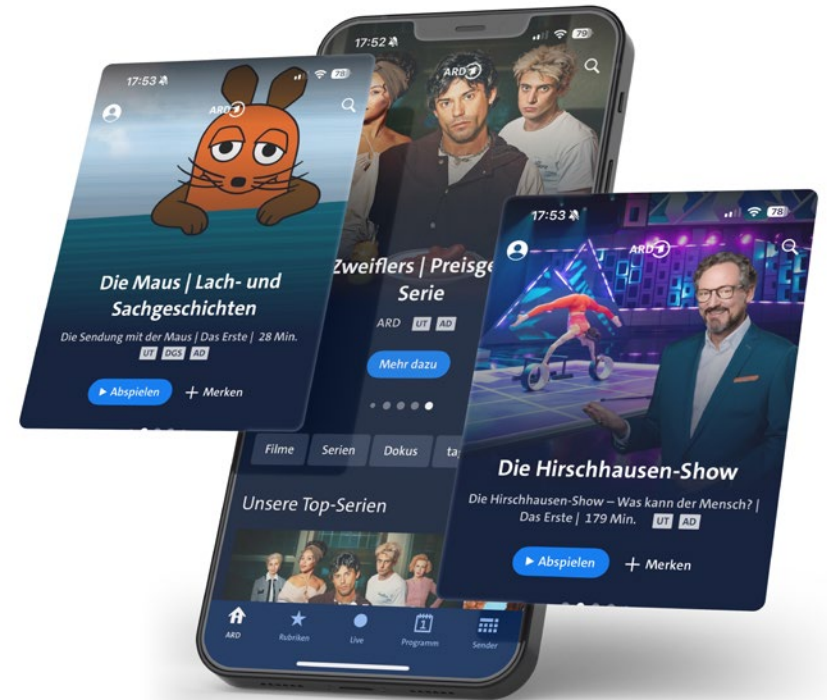 17:53
78
ARD
Die Maus | Lach- und
Sachgeschichten
Die Sendung mit der Maus | Das Erste | 28 Min.
UT DGS AD
Abspielen
Merken
17:52
79
ARD
Zweiflers | Preisge
Serie
ARD UT AD
Mehr dazu
Filme
Serien
Dokus
ta
Unsere Top-Serien
ARD
Rubriken
Live
1
Programm
Sender
17:53
78
ARD
Die Hirschhausen-Show
Die Hirschhausen-Show – Was kann der Mensch? |
Das Erste | 179 Min. UT AD
Abspielen
Merken